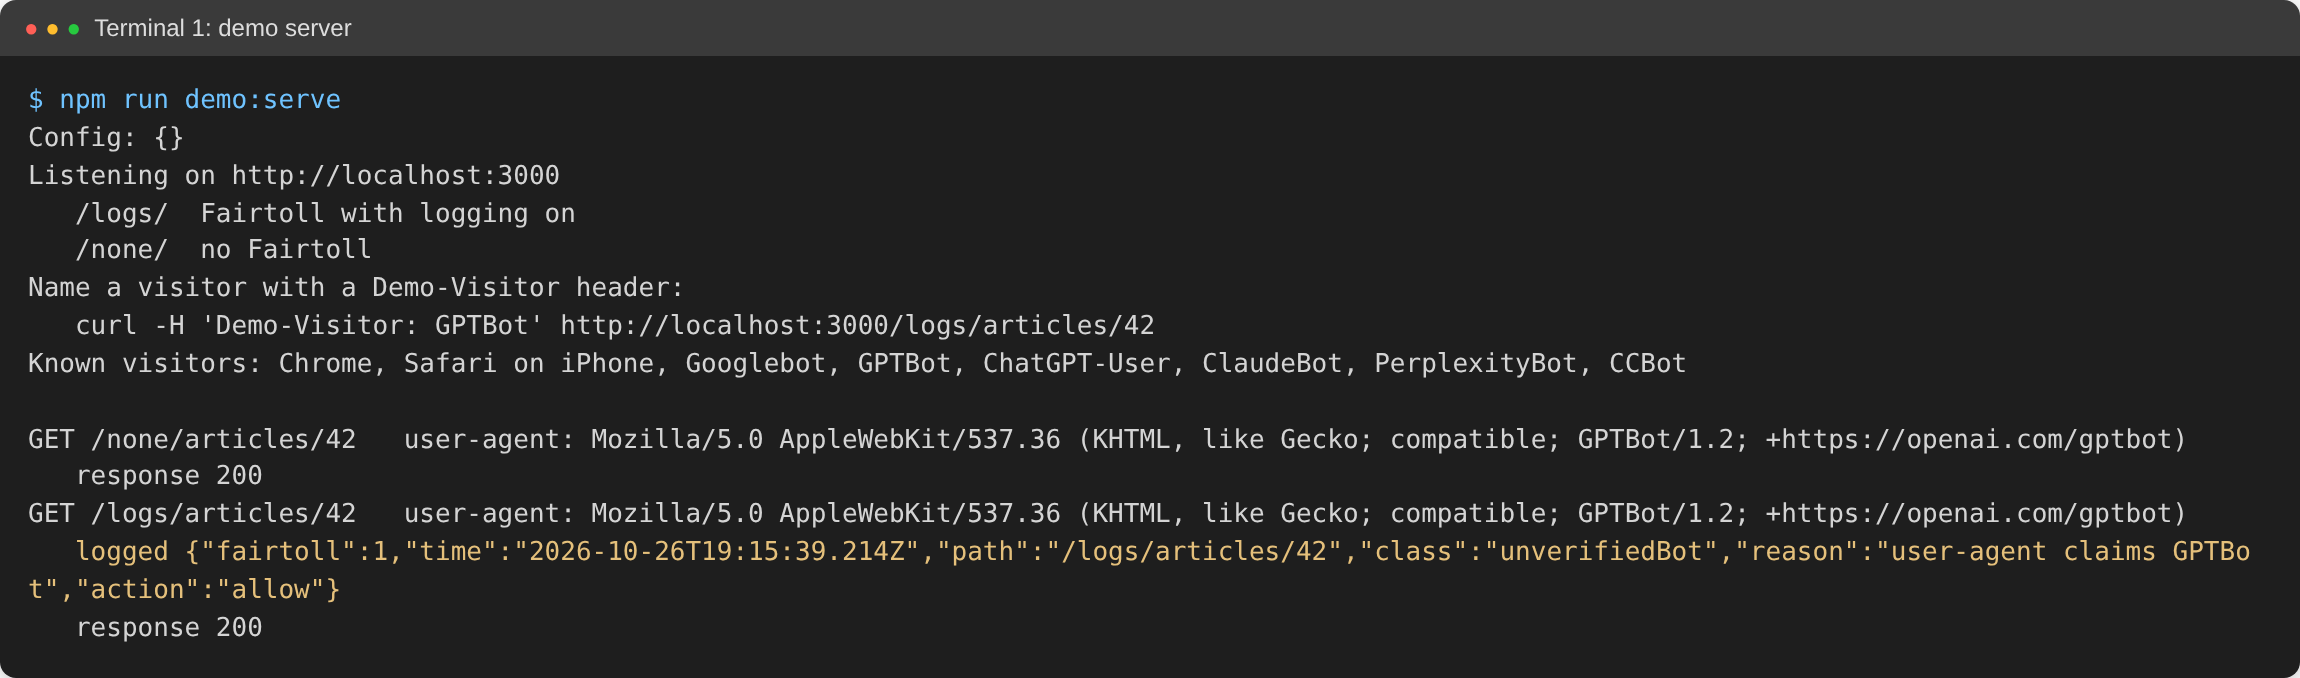 Terminal 1: demo server
$ npm run demo:serve
Config: {}
Listening on http://localhost:3000
   /logs/  Fairtoll with logging on
   /none/  no Fairtoll
Name a visitor with a Demo-Visitor header:
   curl -H 'Demo-Visitor: GPTBot' http://localhost:3000/logs/articles/42
Known visitors: Chrome, Safari on iPhone, Googlebot, GPTBot, ChatGPT-User, ClaudeBot, PerplexityBot, CCBot
GET /none/articles/42   user-agent: Mozilla/5.0 AppleWebKit/537.36 (KHTML, like Gecko; compatible; GPTBot/1.2; +https://openai.com/gptbot)
   response 200
GET /logs/articles/42   user-agent: Mozilla/5.0 AppleWebKit/537.36 (KHTML, like Gecko; compatible; GPTBot/1.2; +https://openai.com/gptbot)
   logged {"fairtoll":1,"time":"2026-10-26T19:15:39.214Z","path":"/logs/articles/42","class":"unverifiedBot","reason":"user-agent claims GPTBo
t","action":"allow"}
   response 200